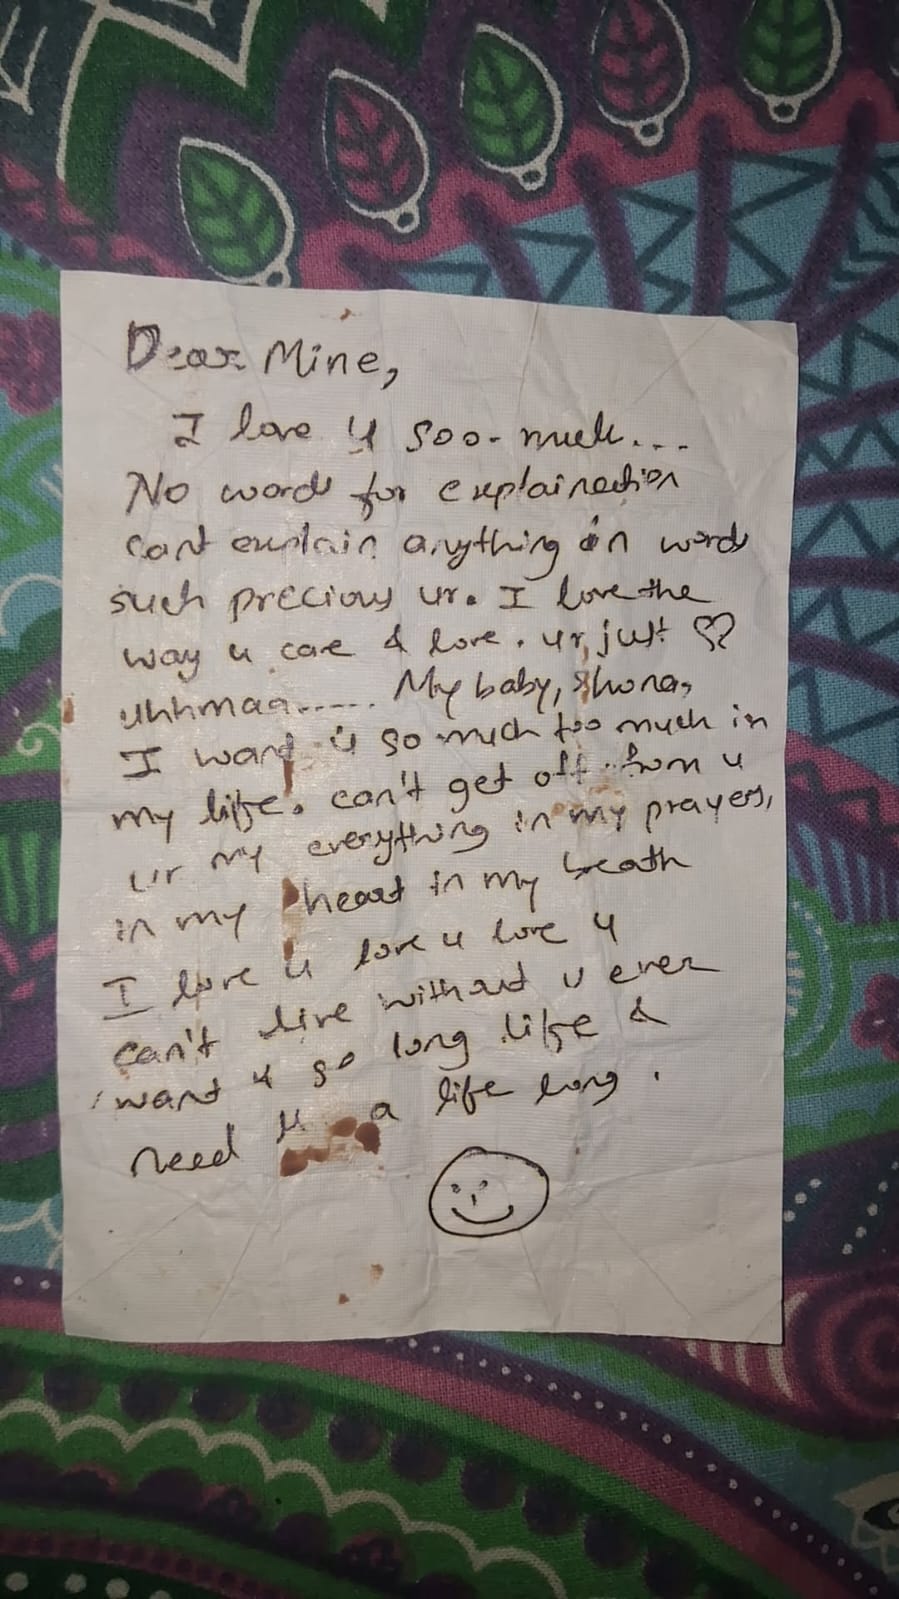 Dear Mine,
I love u soo-much...
No words for explaination
cant explain anything in words
such precious ur. I love the
way u care & love. ur just ♡
uhhmaa..... My baby, shona,
I want u so much too much in
my life. can't get off from u
ur my everything in my prayers,
in my heart in my breath
I love u love u love u
can't live without u ever
want u so long life &
need u a life long.